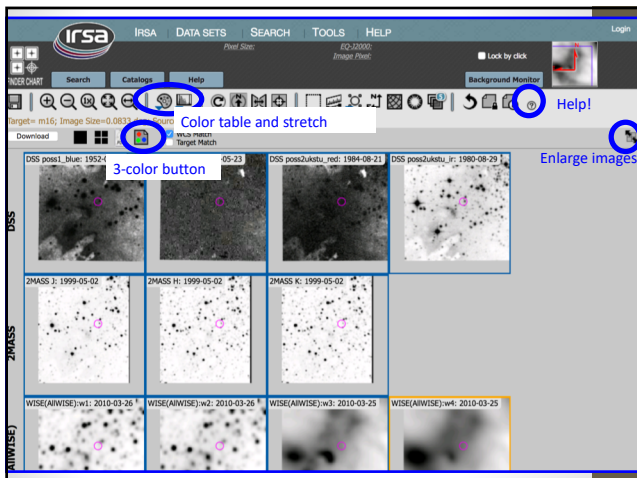 irsa
IRSA DATA SETS SEARCH TOOLS HELP
Login
Pixel Size:
EQ-J2000:
Image Pixel:
Lock by click
FINDER CHART
Search Catalogs Help
Background Monitor
Help!
Target= m16; Image Size=0.0833
Color table and stretch
Download
WCS Match
Target Match
3-color button
Enlarge images
DSS
DSS poss1_blue: 1952-
05-23
DSS poss2ukstu_red: 1984-08-21
DSS poss2ukstu_ir: 1980-08-29
2MASS
2MASS J: 1999-05-02
2MASS H: 1999-05-02
2MASS K: 1999-05-02
AllWISE)
WISE(AllWISE):w1: 2010-03-26
WISE(AllWISE):w2: 2010-03-26
WISE(AllWISE):w3: 2010-03-25
WISE(AllWISE):w4: 2010-03-25